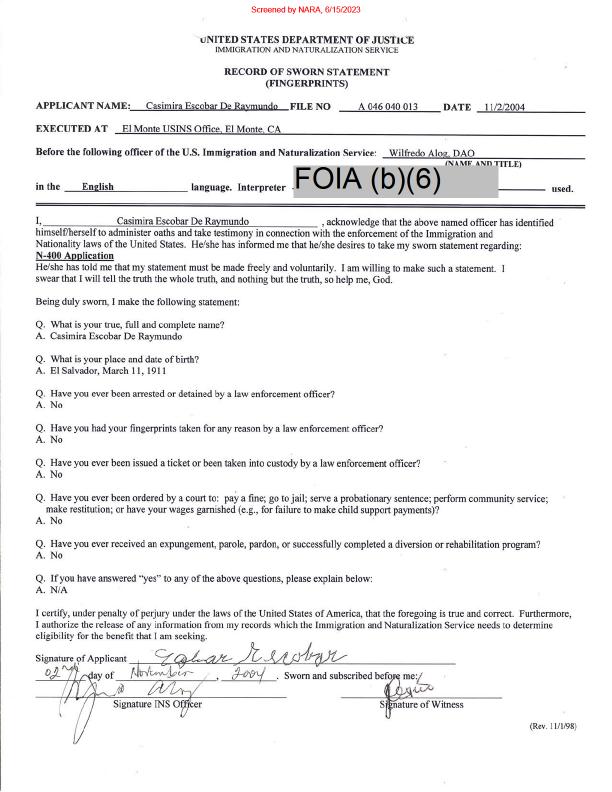 Screened by NARA, 6/15/2023
UNITED STATES DEPARTMENT OF JUSTICE
IMMIGRATION AND NATURALIZATION SERVICE
RECORD OF SWORN STATEMENT
(FINGERPRINTS)
APPLICANT NAME: Casimira Escobar De Raymundo FILE NO A 046 040 013 DATE 11/2/2004
EXECUTED AT El Monte USINS Office, El Monte, CA
Before the following officer of the U.S. Immigration and Naturalization Service: Wilfredo Alog, DAO
(NAME AND TITLE)
in the English language. Interpreter FOIA (b)(6) used.
I, Casimira Escobar De Raymundo , acknowledge that the above named officer has identified
himself/herself to administer oaths and take testimony in connection with the enforcement of the Immigration and
Nationality laws of the United States. He/she has informed me that he/she desires to take my sworn statement regarding:
N-400 Application
He/she has told me that my statement must be made freely and voluntarily. I am willing to make such a statement. I
swear that I will tell the truth the whole truth, and nothing but the truth, so help me, God.
Being duly sworn, I make the following statement:
Q. What is your true, full and complete name?
A. Casimira Escobar De Raymundo
Q. What is your place and date of birth?
A. El Salvador, March 11, 1911
Q. Have you ever been arrested or detained by a law enforcement officer?
A. No
Q. Have you had your fingerprints taken for any reason by a law enforcement officer?
A. No
Q. Have you ever been issued a ticket or been taken into custody by a law enforcement officer?
A. No
Q. Have you ever been ordered by a court to: pay a fine; go to jail; serve a probationary sentence; perform community service;
make restitution; or have your wages garnished (e.g., for failure to make child support payments)?
A. No
Q. Have you ever received an expungement, parole, pardon, or successfully completed a diversion or rehabilitation program?
A. No
Q. If you have answered "yes" to any of the above questions, please explain below:
A. N/A
I certify, under penalty of perjury under the laws of the United States of America, that the foregoing is true and correct. Furthermore,
I authorize the release of any information from my records which the Immigration and Naturalization Service needs to determine
eligibility for the benefit that I am seeking.
Signature of Applicant Escobar
02nd day of November , 2004 . Sworn and subscribed before me:
Signature INS Officer Signature of Witness
(Rev. 11/1/98)